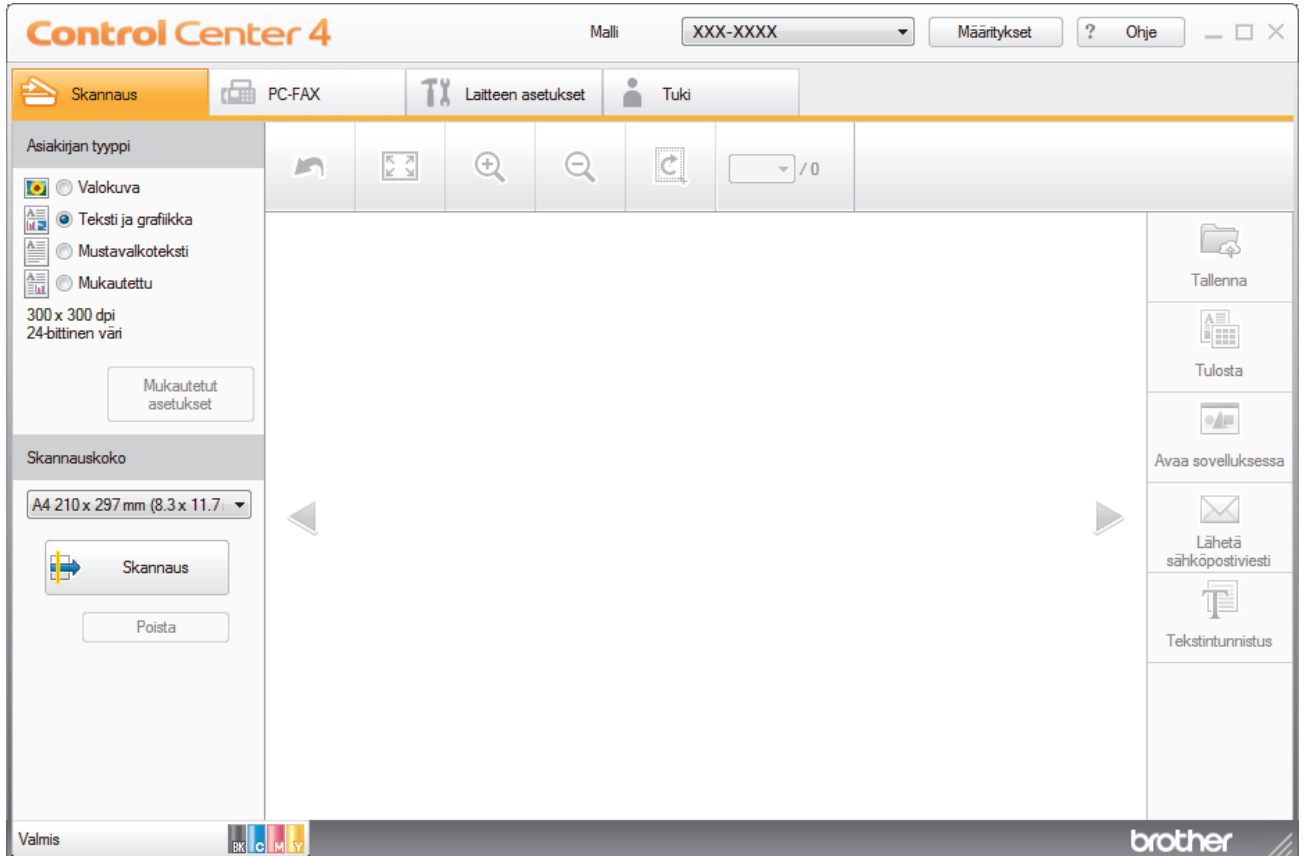 Control Center 4
Malli
XXX-XXXX
Määritykset
? Ohje
Skannaus
PC-FAX
Laitteen asetukset
Tuki
Asiakirjan tyyppi
/ 0
Valokuva
Teksti ja grafiikka
Mustavalkoteksti
Mukautettu
300 x 300 dpi
24-bittinen väri
Mukautetut
asetukset
Skannauskoko
A4 210 x 297 mm (8.3 x 11.7
Skannaus
Poista
Tallenna
Tulosta
Avaa sovelluksessa
Lähetä
sähköpostiviesti
Tekstintunnistus
Valmis
BK C M Y
brother